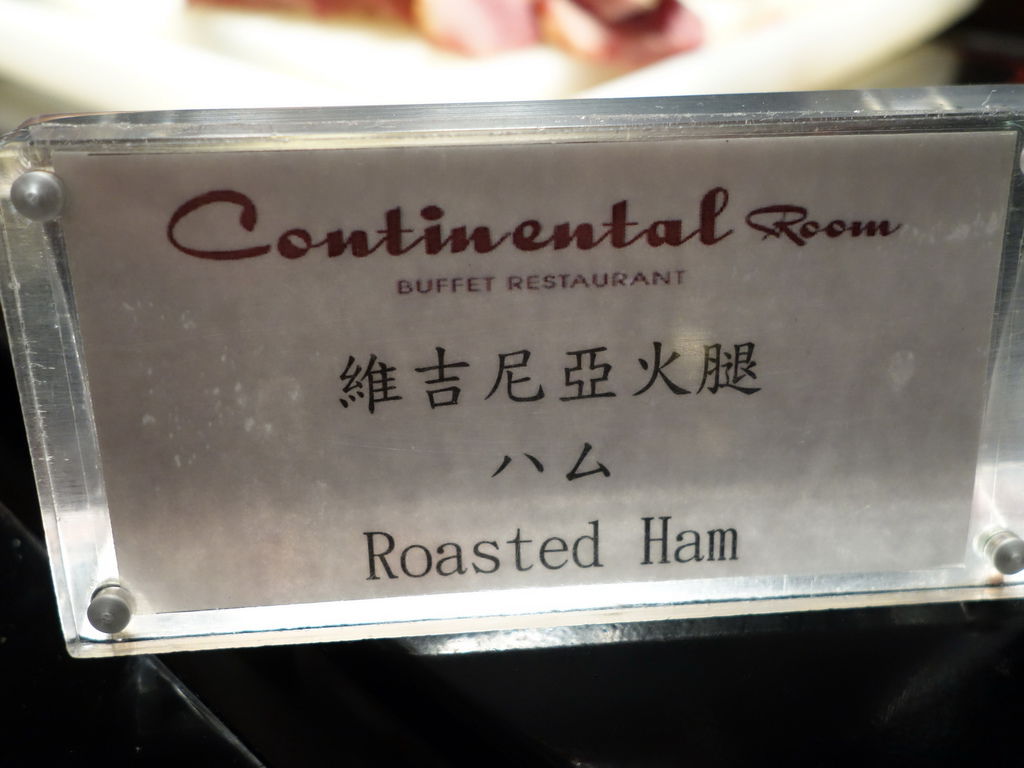 Continental Room
BUFFET RESTAURANT
維吉尼亞火腿
ハム
Roasted Ham